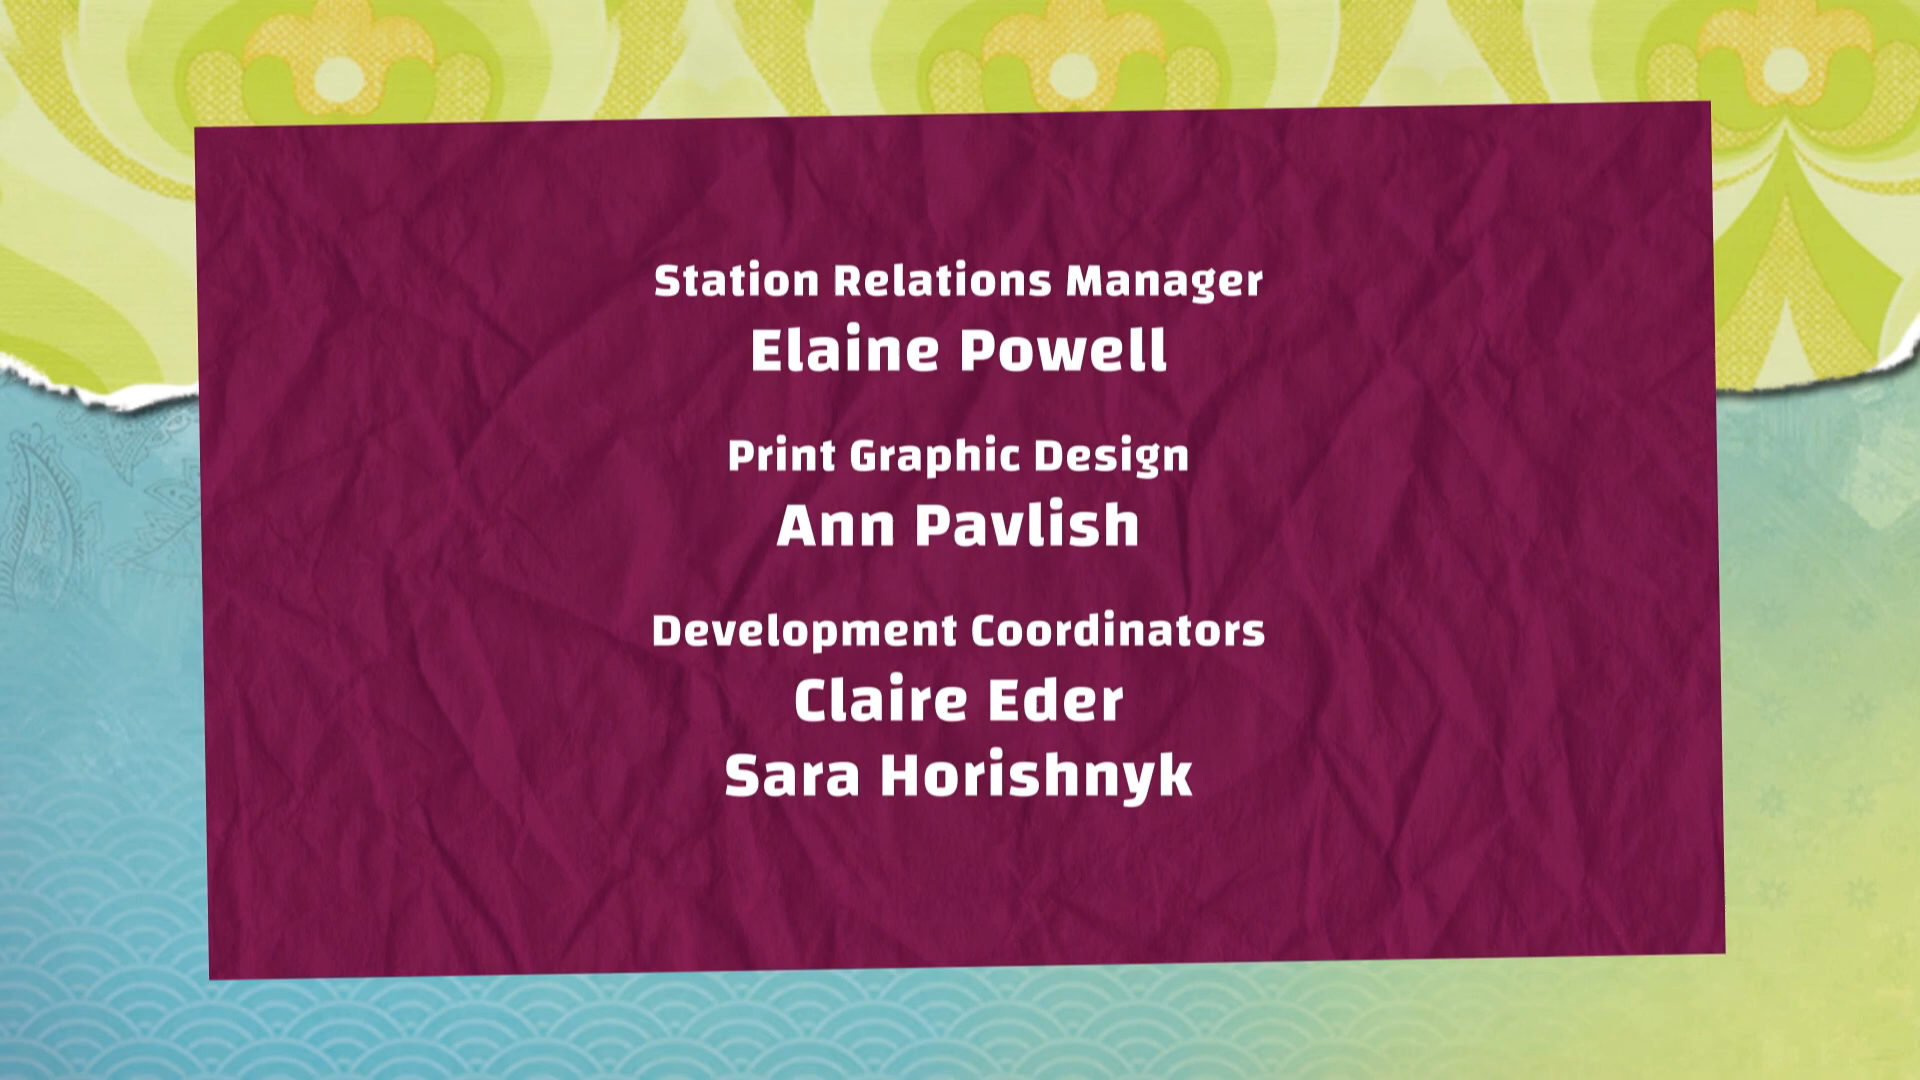 Station Relations Manager
Elaine Powell
Print Graphic Design
Ann Pavlish
Development Coordinators
Claire Eder
Sara Horishnyk